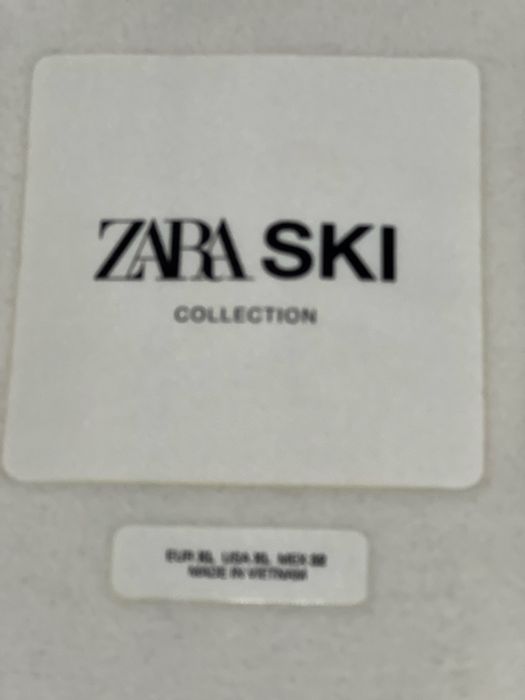 ZARA SKI
COLLECTION
EUR USA MEX
MADE IN VIETNAM